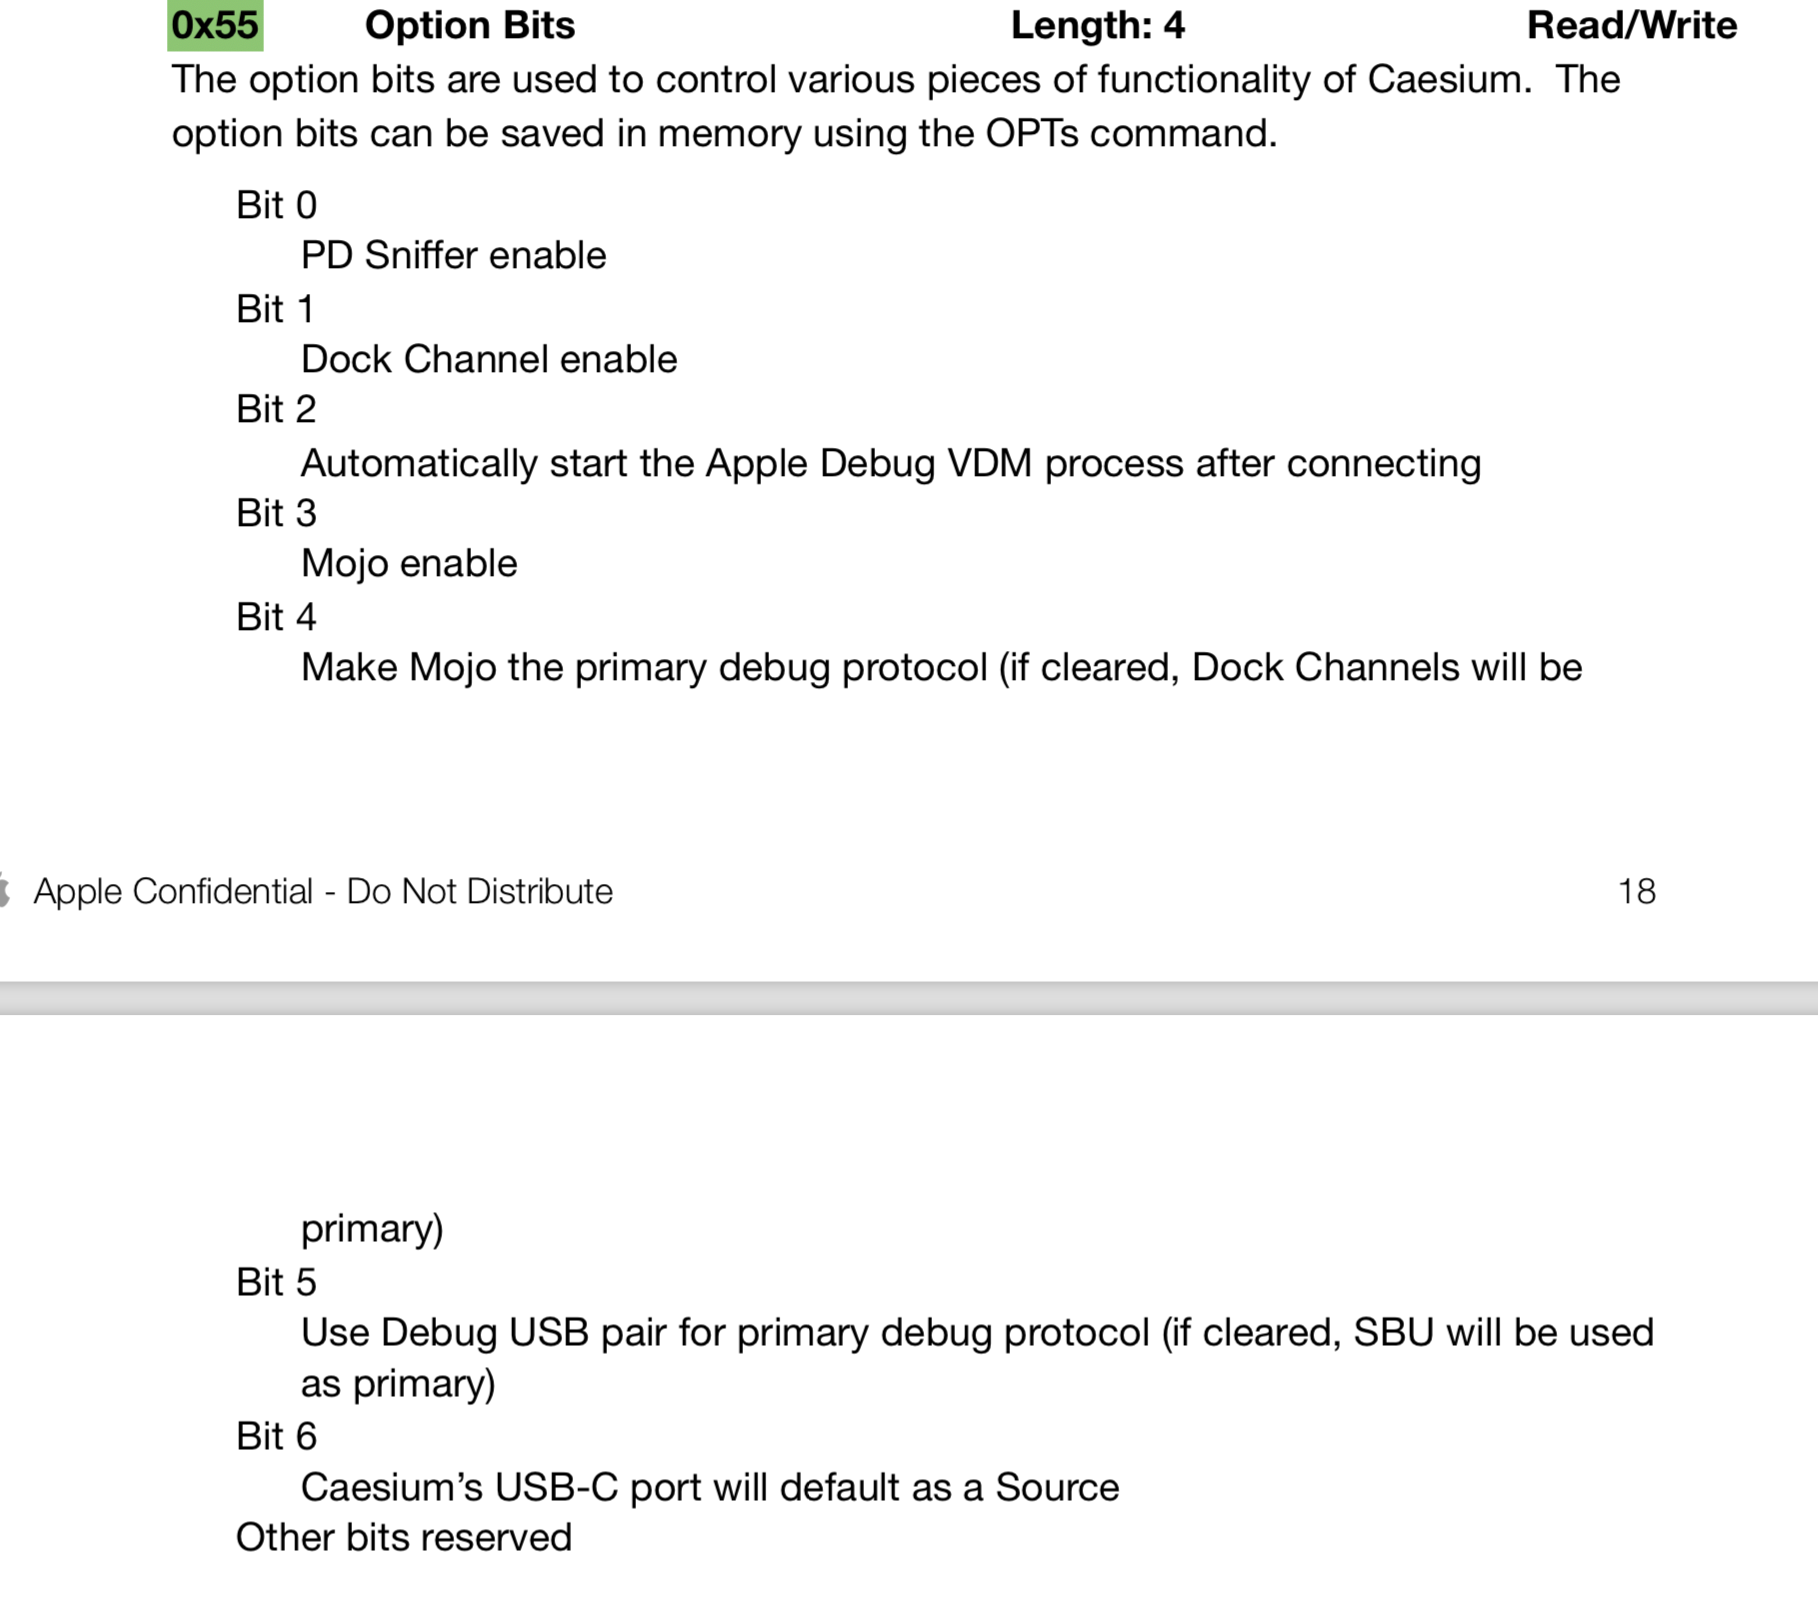 0x55 Option Bits Length: 4 Read/Write
The option bits are used to control various pieces of functionality of Caesium. The
option bits can be saved in memory using the OPTs command.
Bit 0
PD Sniffer enable
Bit 1
Dock Channel enable
Bit 2
Automatically start the Apple Debug VDM process after connecting
Bit 3
Mojo enable
Bit 4
Make Mojo the primary debug protocol (if cleared, Dock Channels will be
Apple Confidential - Do Not Distribute 18
primary)
Bit 5
Use Debug USB pair for primary debug protocol (if cleared, SBU will be used
as primary)
Bit 6
Caesium’s USB-C port will default as a Source
Other bits reserved